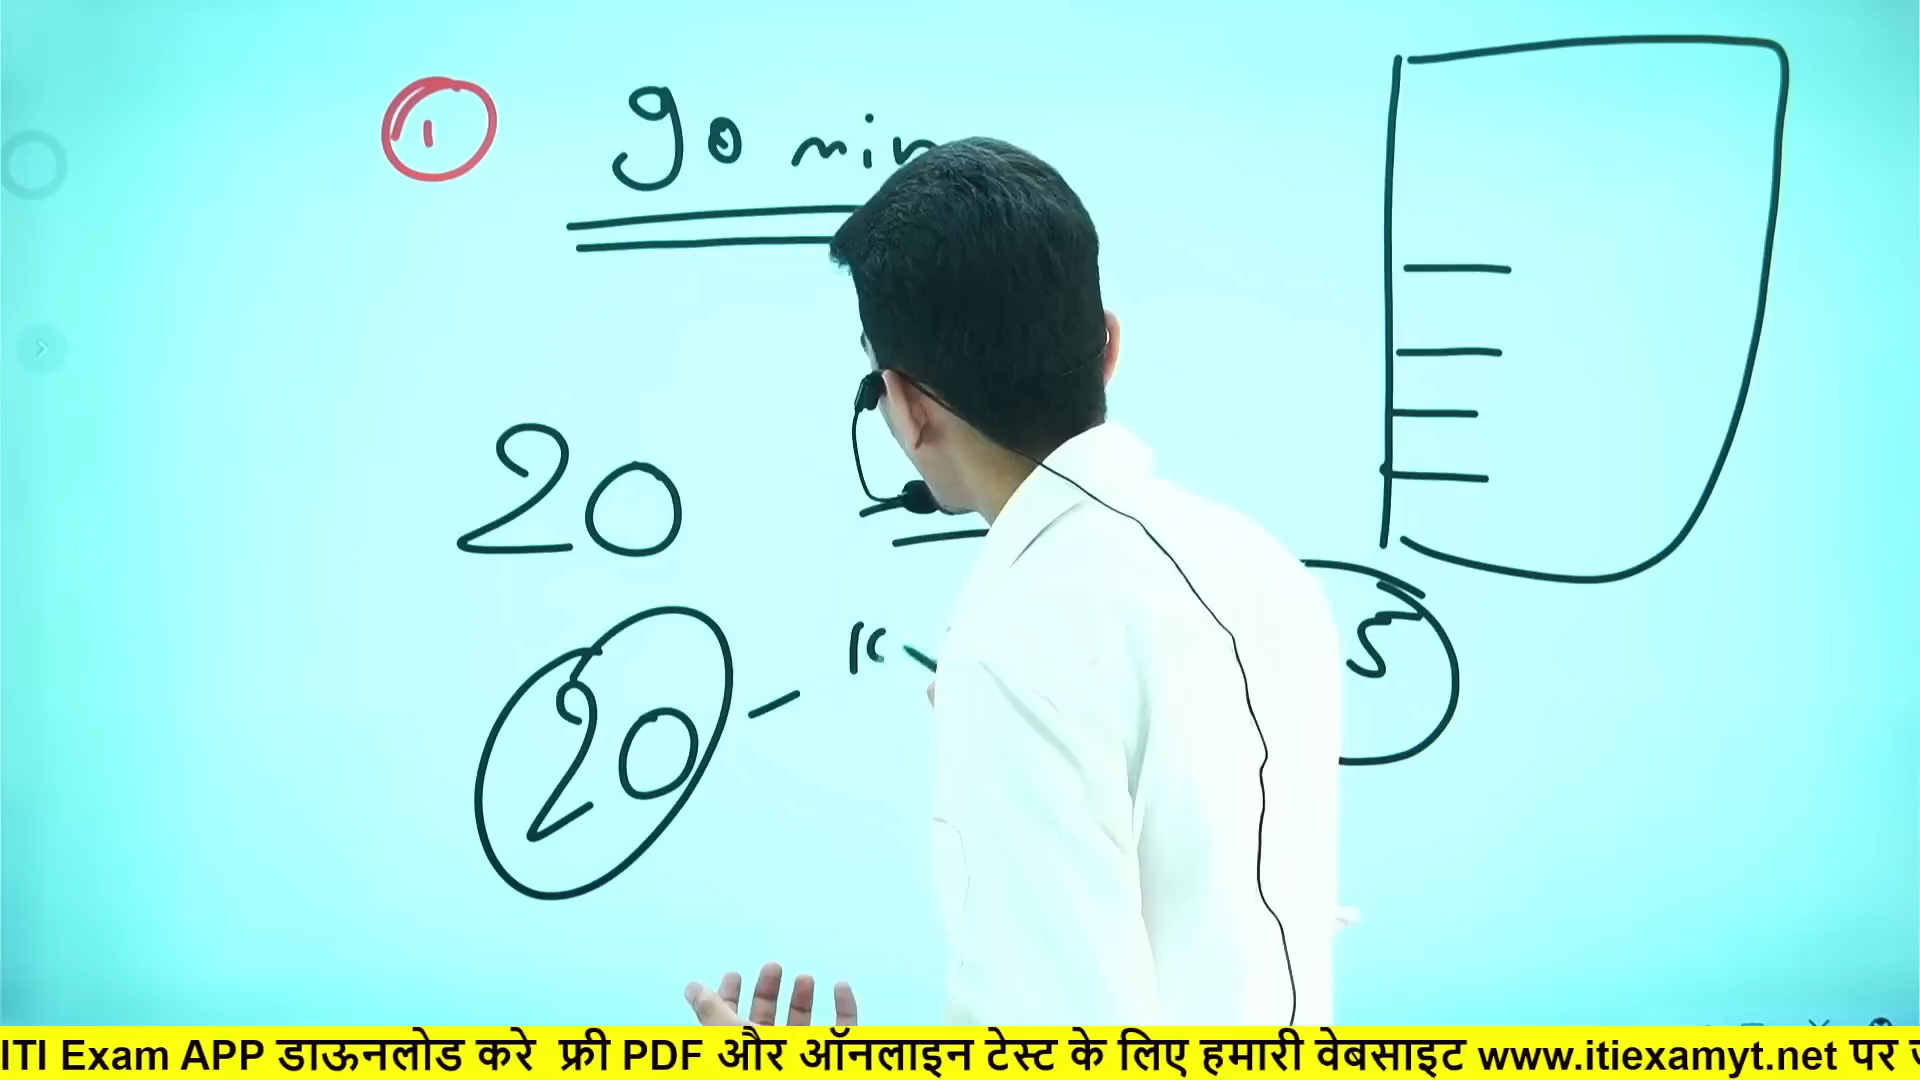 1
90 min
20
20 -
5
ITI Exam APP डाऊनलोड करे फ्री PDF और ऑनलाइन टेस्ट के लिए हमारी वेबसाइट www.itiexamyt.net पर